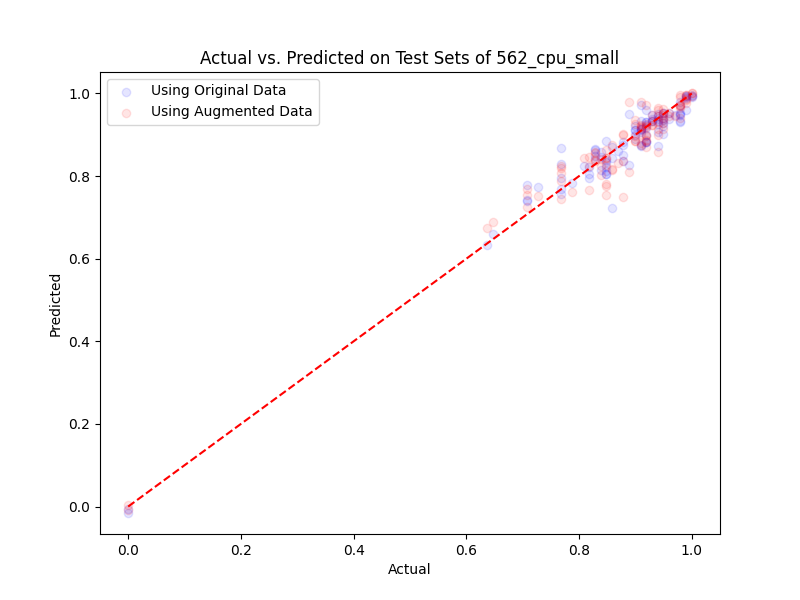 Actual vs. Predicted on Test Sets of 562_cpu_small
Using Original Data
Using Augmented Data
1.0
0.8
0.6
0.4
0.2
0.0
Predicted
0.0 0.2 0.4 0.6 0.8 1.0
Actual